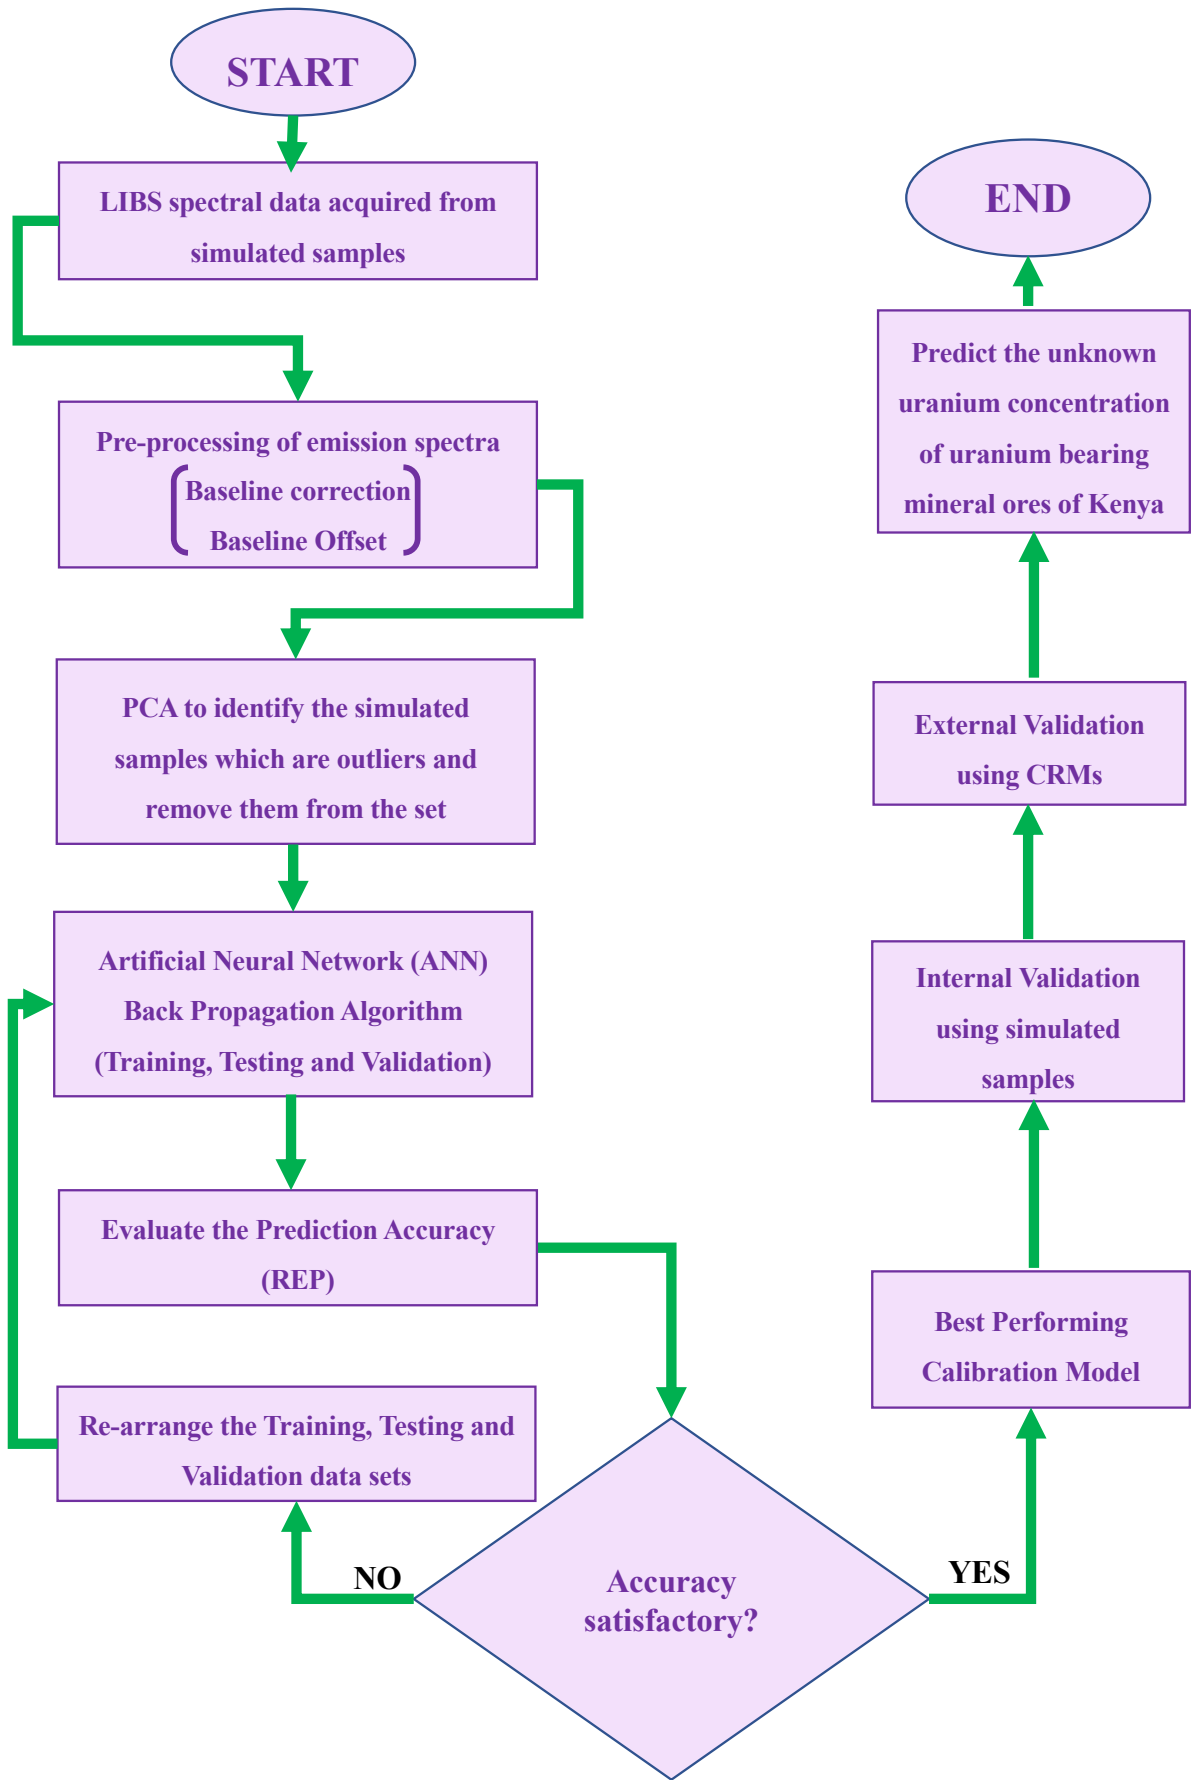 START
LIBS spectral data acquired from
simulated samples
Pre-processing of emission spectra
Baseline correction
Baseline Offset
PCA to identify the simulated
samples which are outliers and
remove them from the set
Artificial Neural Network (ANN)
Back Propagation Algorithm
(Training, Testing and Validation)
Evaluate the Prediction Accuracy
(REP)
Re-arrange the Training, Testing and
Validation data sets
NO
Accuracy
satisfactory?
YES
Best Performing
Calibration Model
Internal Validation
using simulated
samples
External Validation
using CRMs
Predict the unknown
uranium concentration
of uranium bearing
mineral ores of Kenya
END